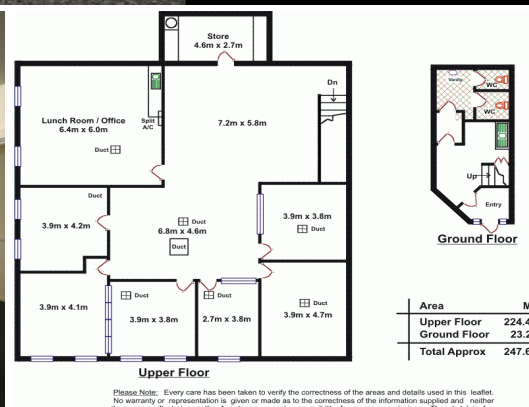 Store
4.6m x 2.7m
Dn
Lunch Room / Office
6.4m x 6.0m
Split
A/C
Duct
7.2m x 5.8m
Vanity
WC
WC
Up
Entry
Ground Floor
Duct
3.9m x 4.2m
Duct
6.8m x 4.6m
Duct
3.9m x 3.8m
Duct
3.9m x 4.1m
Duct
3.9m x 3.8m
Duct
2.7m x 3.8m
Duct
3.9m x 4.7m
Upper Floor
Area M
Upper Floor 224.4
Ground Floor 23.2
Total Approx 247.6
Please Note: Every care has been taken to verify the correctness of the areas and details used in this leaflet.
No warranty or representation is given or made as to the correctness of the information supplied and neither